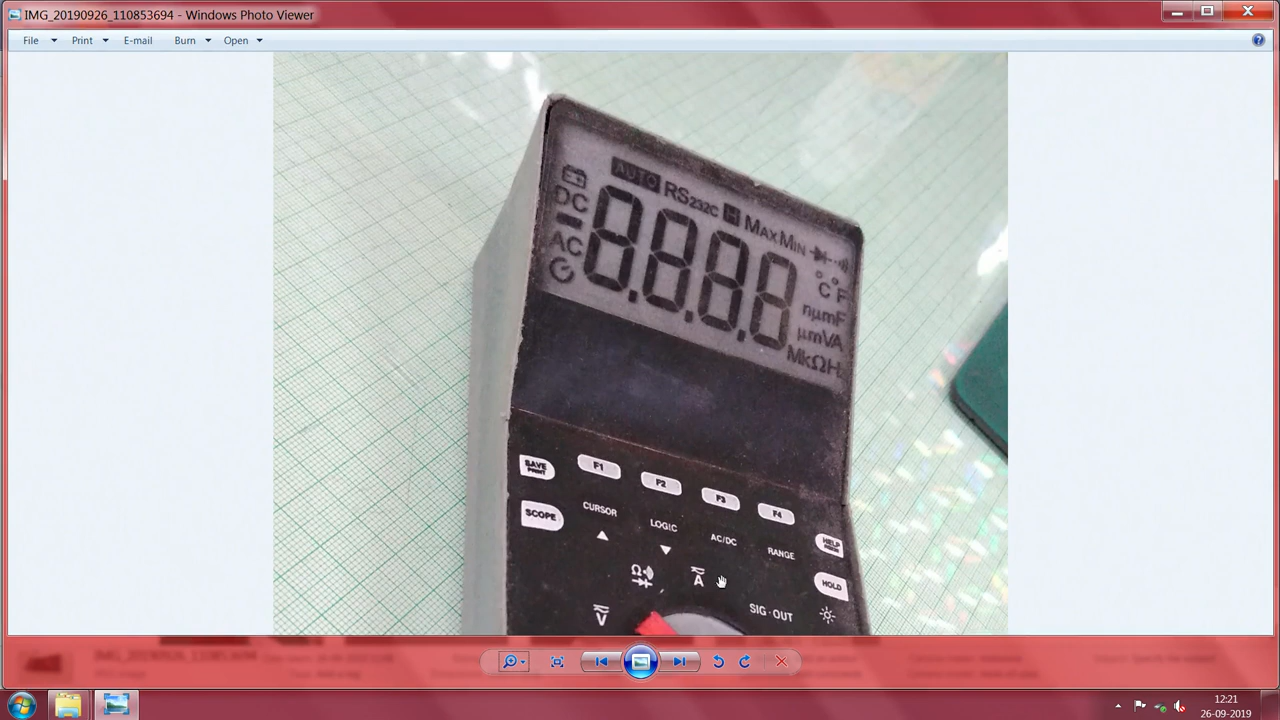 IMG_20190926_110853694 - Windows Photo Viewer
File Print E-mail Burn Open
AUTO RS232C H MAX MIN
DC
AC
8.8.8.8
°C °F
nµmF
µmVA
MkΩHz
SAVE PRINT F1 F2 F3 F4
SCOPE CURSOR LOGIC AC/DC RANGE HELP
HOLD
Ω A
V SIG-OUT
12:21
26-09-2019